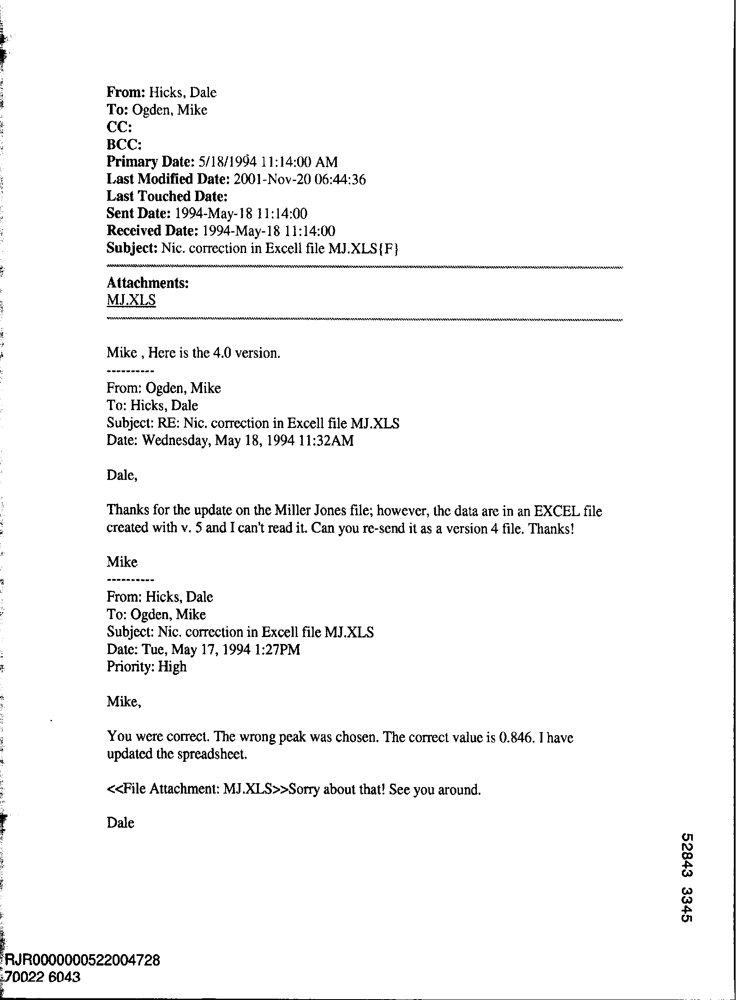 From: Hicks, Dale
To: Ogden, Mike
CC:
BCC:
Primary Date: 5/18/1994 11:14:00 AM
Last Modified Date: 2001-Nov-20 06:44:36
Last Touched Date:
Sent Date: 1994-May-18 11:14:00
Received Date: 1994-May-18 11:14:00
Subject: Nic. correction in Excell file MJ.XLS{F}
Attachments:
MJ.XLS
Mike , Here is the 4.0 version.
----------
From: Ogden, Mike
To: Hicks, Dale
Subject: RE: Nic. correction in Excell file MJ.XLS
Date: Wednesday, May 18, 1994 11:32AM
Dale,
Thanks for the update on the Miller Jones file; however, the data are in an EXCEL file
created with v. 5 and I can't read it. Can you re-send it as a version 4 file. Thanks!
Mike
----------
From: Hicks, Dale
To: Ogden, Mike
Subject: Nic. correction in Excell file MJ.XLS
Date: Tue, May 17, 1994 1:27PM
Priority: High
Mike,
You were correct. The wrong peak was chosen. The correct value is 0.846. I have
updated the spreadsheet.
<<File Attachment: MJ.XLS>>Sorry about that! See you around.
Dale
52843 3345
RJR0000000522004728
70022 6043